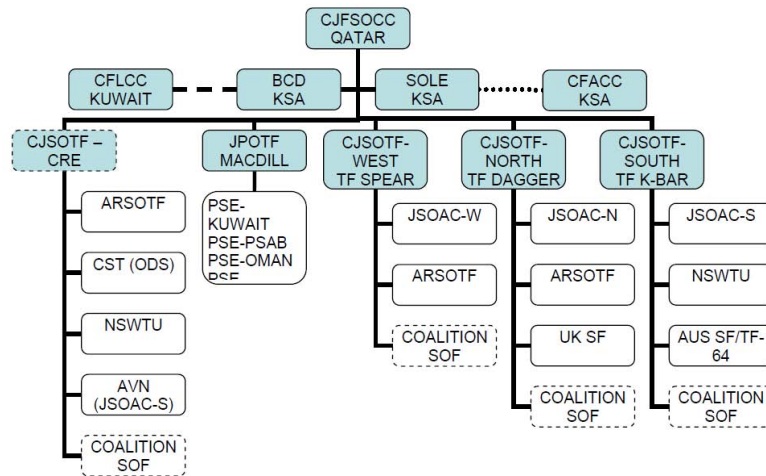 CJFSOCC
QATAR
CFLCC
KUWAIT
BCD
KSA
SOLE
KSA
CFACC
KSA
CJSOTF –
CRE
JPOTF
MACDILL
CJSOTF-
WEST
TF SPEAR
CJSOTF-
NORTH
TF DAGGER
CJSOTF-
SOUTH
TF K-BAR
ARSOTF
CST (ODS)
NSWTU
AVN
(JSOAC-S)
COALITION
SOF
PSE-
KUWAIT
PSE-PSAB
PSE-OMAN
PSE
JSOAC-W
ARSOTF
COALITION
SOF
JSOAC-N
ARSOTF
UK SF
COALITION
SOF
JSOAC-S
NSWTU
AUS SF/TF-
64
COALITION
SOF